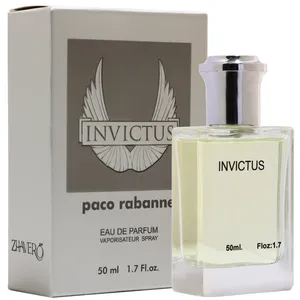 INVICTUS
paco rabanne
EAU DE PARFUM
VAPORISATEUR SPRAY
50 ml 1.7 Fl.oz.
INVICTUS
50ml. Floz:1.7